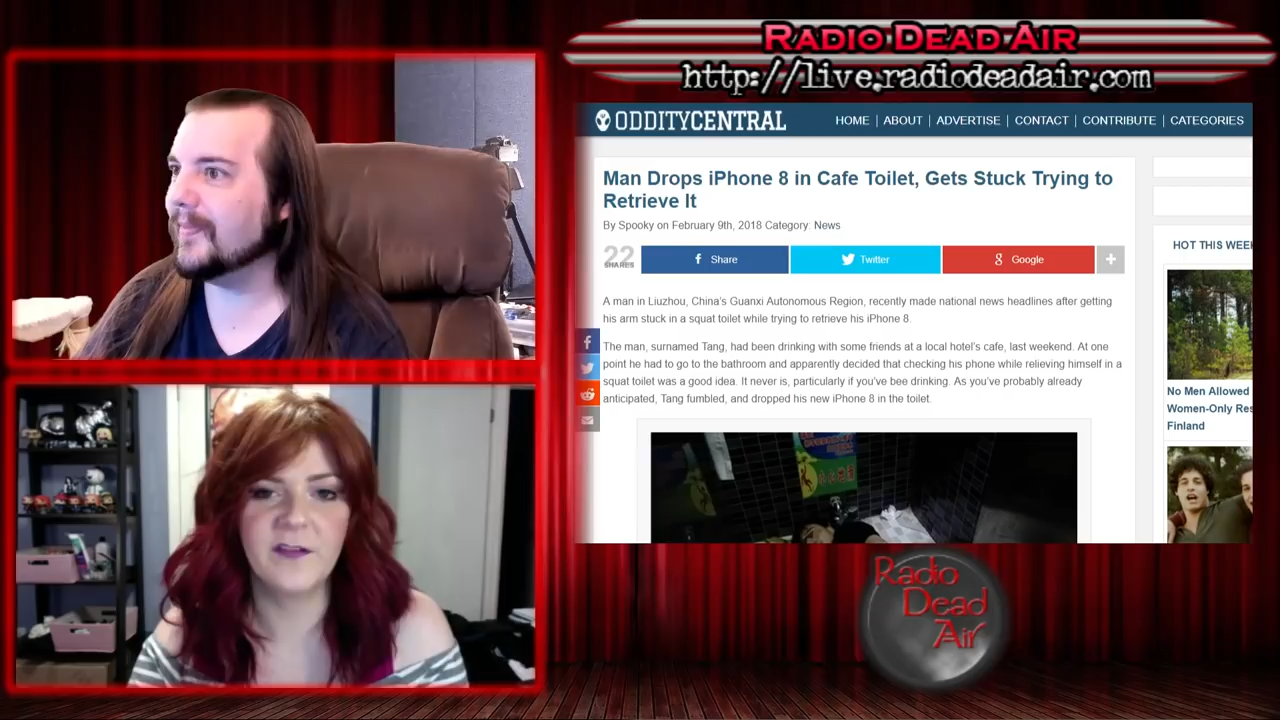 RADIO DEAD AIR
http://live.radiodeadair.com
ODDITYCENTRAL
HOME | ABOUT | ADVERTISE | CONTACT | CONTRIBUTE | CATEGORIES
Man Drops iPhone 8 in Cafe Toilet, Gets Stuck Trying to
Retrieve It
By Spooky on February 9th, 2018 Category: News
22
SHARES
Share
Twitter
Google
A man in Liuzhou, China's Guanxi Autonomous Region, recently made national news headlines after getting
his arm stuck in a squat toilet while trying to retrieve his iPhone 8.
The man, surnamed Tang, had been drinking with some friends at a local hotel's cafe, last weekend. At one
point he had to go to the bathroom and apparently decided that checking his phone while relieving himself in a
squat toilet was a good idea. It never is, particularly if you've bee drinking. As you've probably already
anticipated, Tang fumbled, and dropped his new iPhone 8 in the toilet.
HOT THIS WEE
No Men Allowed
Women-Only Res
Finland
Radio
Dead
Air